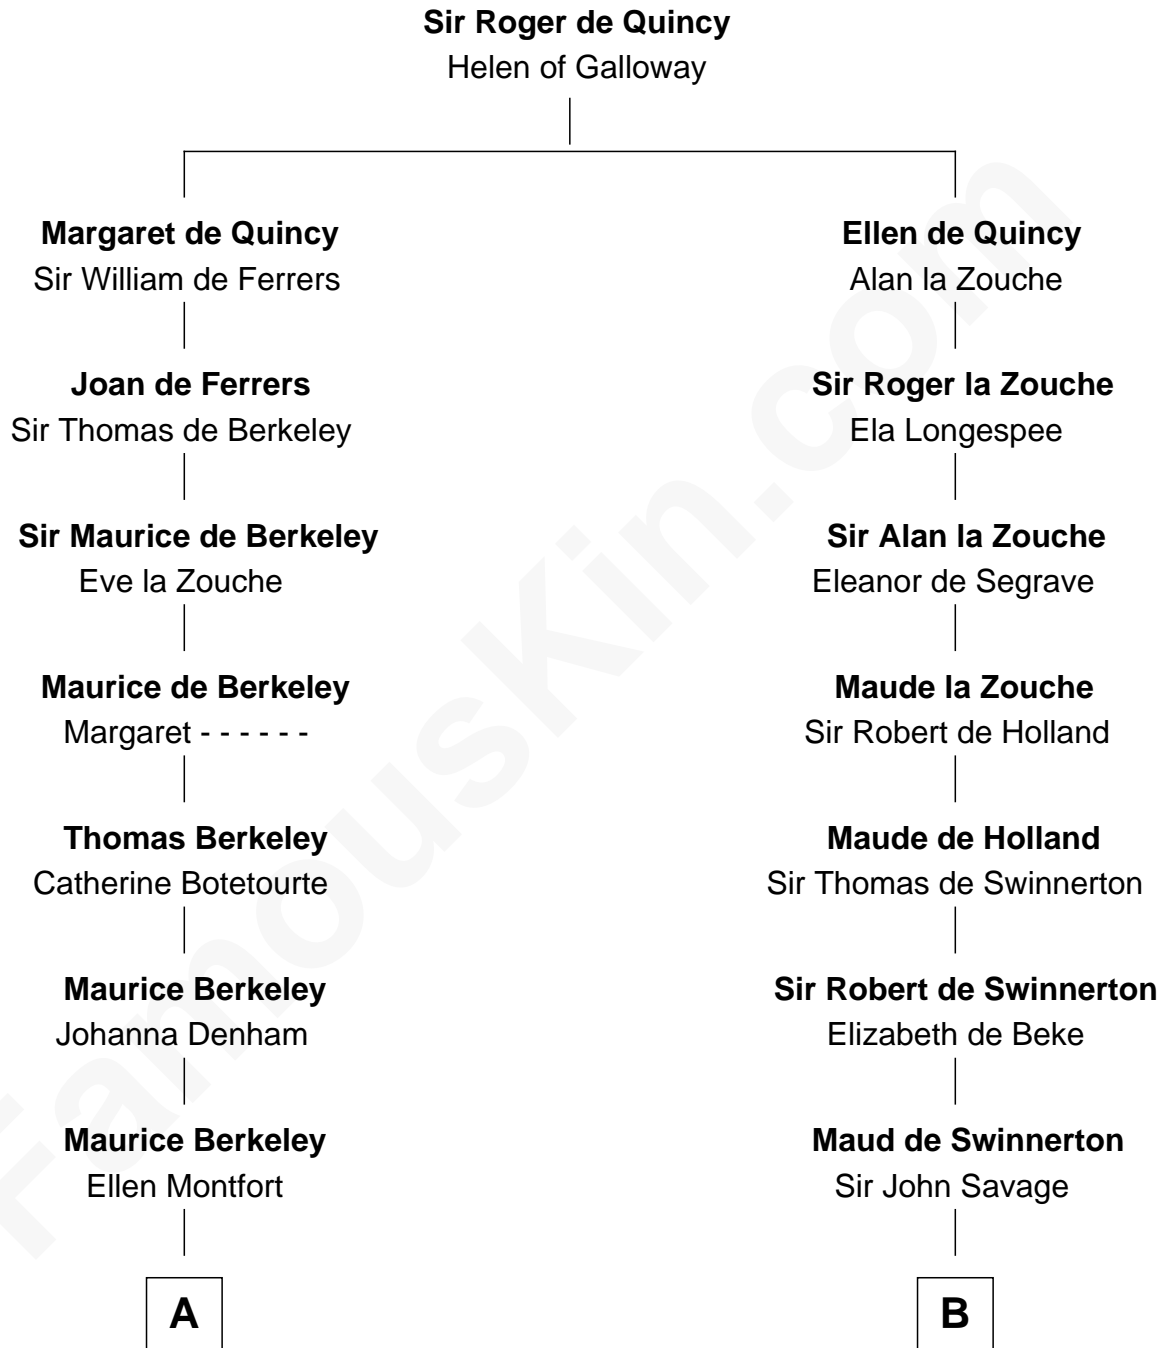 Sir Roger de Quincy
Helen of Galloway
Margaret de Quincy
Sir William de Ferrers
Ellen de Quincy
Alan la Zouche
Joan de Ferrers
Sir Thomas de Berkeley
Sir Roger la Zouche
Ela Longespee
Sir Maurice de Berkeley
Eve la Zouche
Sir Alan la Zouche
Eleanor de Segrave
Maurice de Berkeley
Margaret - - - - - -
Maude la Zouche
Sir Robert de Holland
Thomas Berkeley
Catherine Botetourte
Maude de Holland
Sir Thomas de Swinnerton
Maurice Berkeley
Johanna Denham
Sir Robert de Swinnerton
Elizabeth de Beke
Maurice Berkeley
Ellen Montfort
Maud de Swinnerton
Sir John Savage
A
B
FamousKin.com